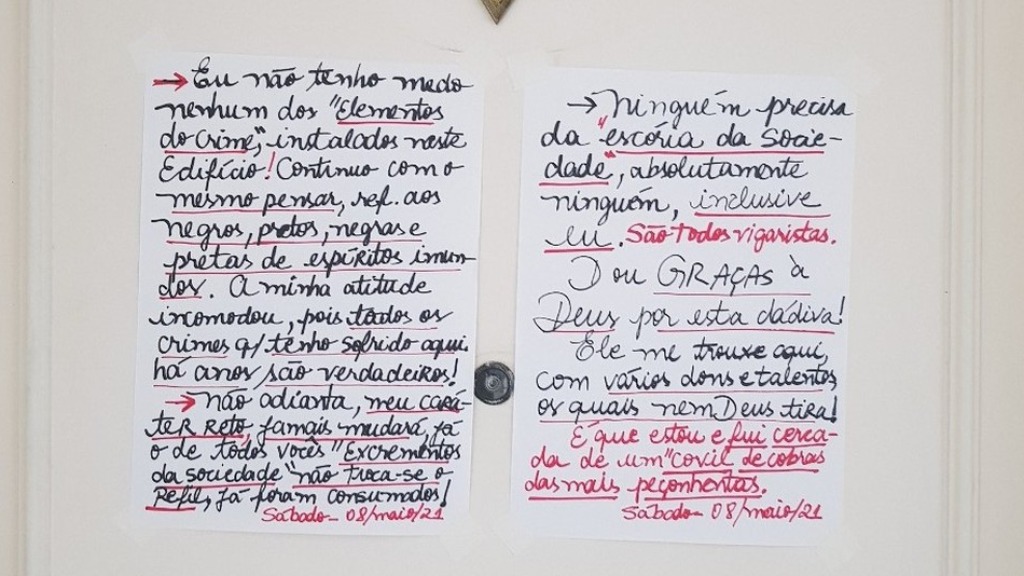 → Eu não tenho medo
nenhum dos "Elementos
do Crime", instalados neste
Edifício! Continuo com o
mesmo pensar, ref. aos
negros, pretos, negras e
pretas de espíritos imun-
dos. A minha atitude
incomodou, pois todos os
crimes q/ tenho sofrido aqui
há anos são verdadeiros!
→ Não adianta, meu cará-
teR Reto, jamais mudará, já
o de todos vocês "Excrementos
da sociedade" não troca-se o
Refil, já foram consumados!
Sábado - 08/maio/21
→ Ninguém precisa
da "escória da Socie-
dade", absolutamente
ninguém, inclusive
eu. São todos vigaristas.
Dou GRAÇAS à
Deus por esta dádiva!
Ele me trouxe aqui,
com vários dons e talentos,
os quais nem Deus tira!
É que estou e fui cerca-
da de um "covil de cobras
das mais peçonhentas.
Sábado - 08/maio/21